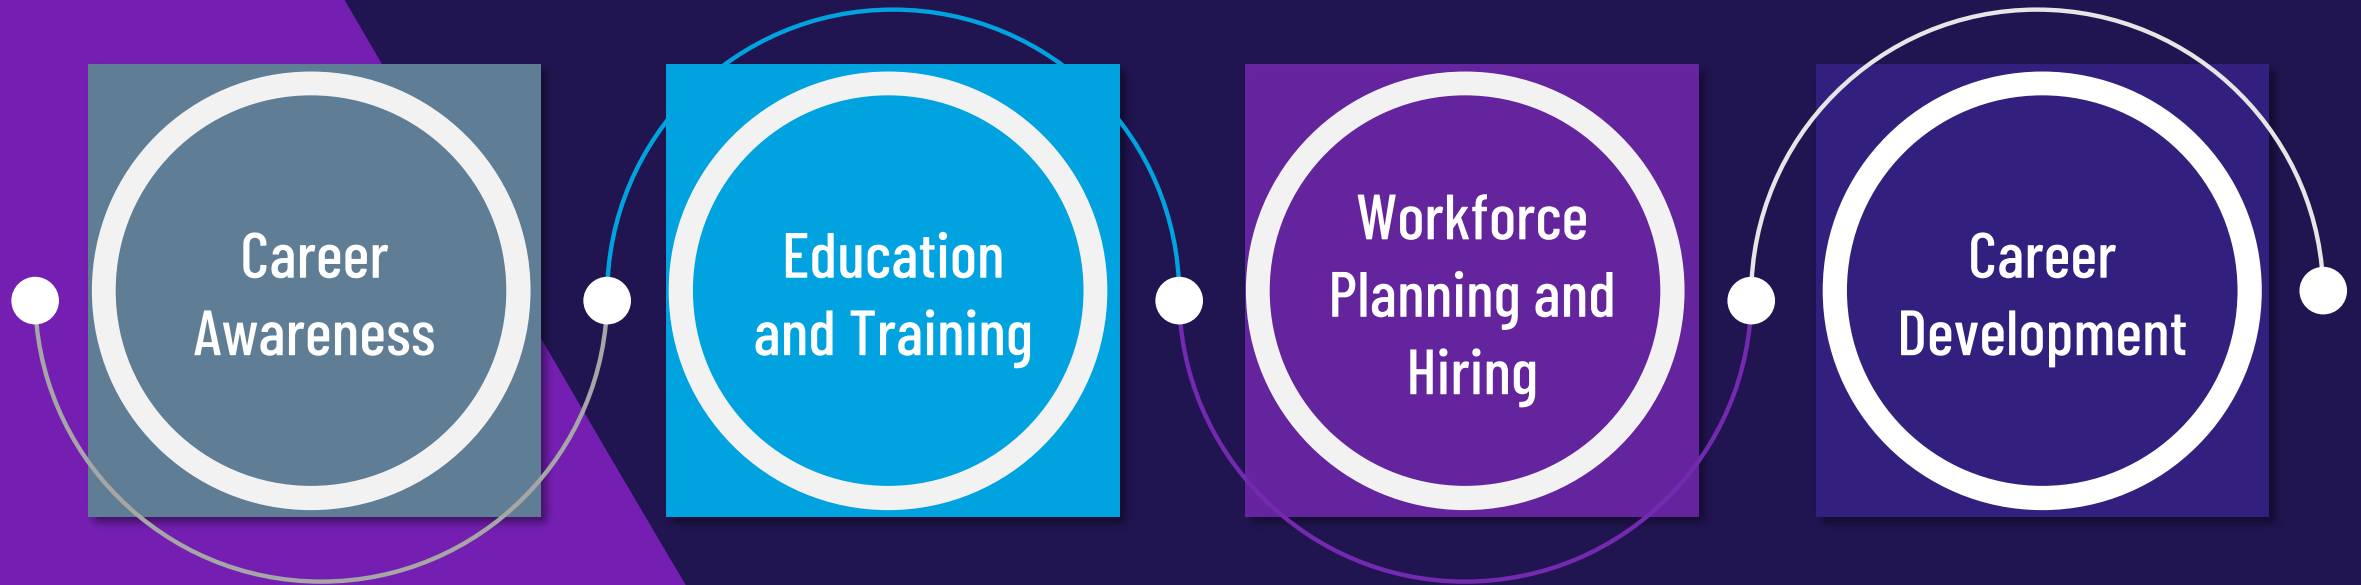 Career
Awareness
Education
and Training
Workforce
Planning and
Hiring
Career
Development